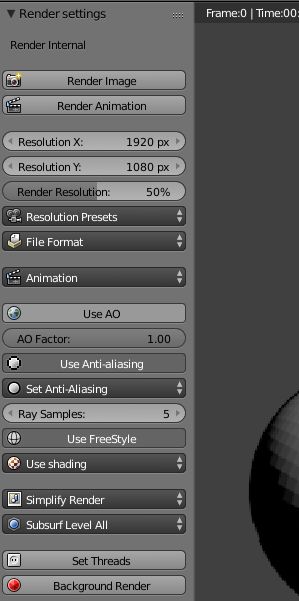 Render settings
Frame:0 | Time:00:
Render Internal
Render Image
Render Animation
Resolution X: 1920 px
Resolution Y: 1080 px
Render Resolution: 50%
Resolution Presets
File Format
Animation
Use AO
AO Factor: 1.00
Use Anti-aliasing
Set Anti-Aliasing
Ray Samples: 5
Use FreeStyle
Use shading
Simplify Render
Subsurf Level All
Set Threads
Background Render